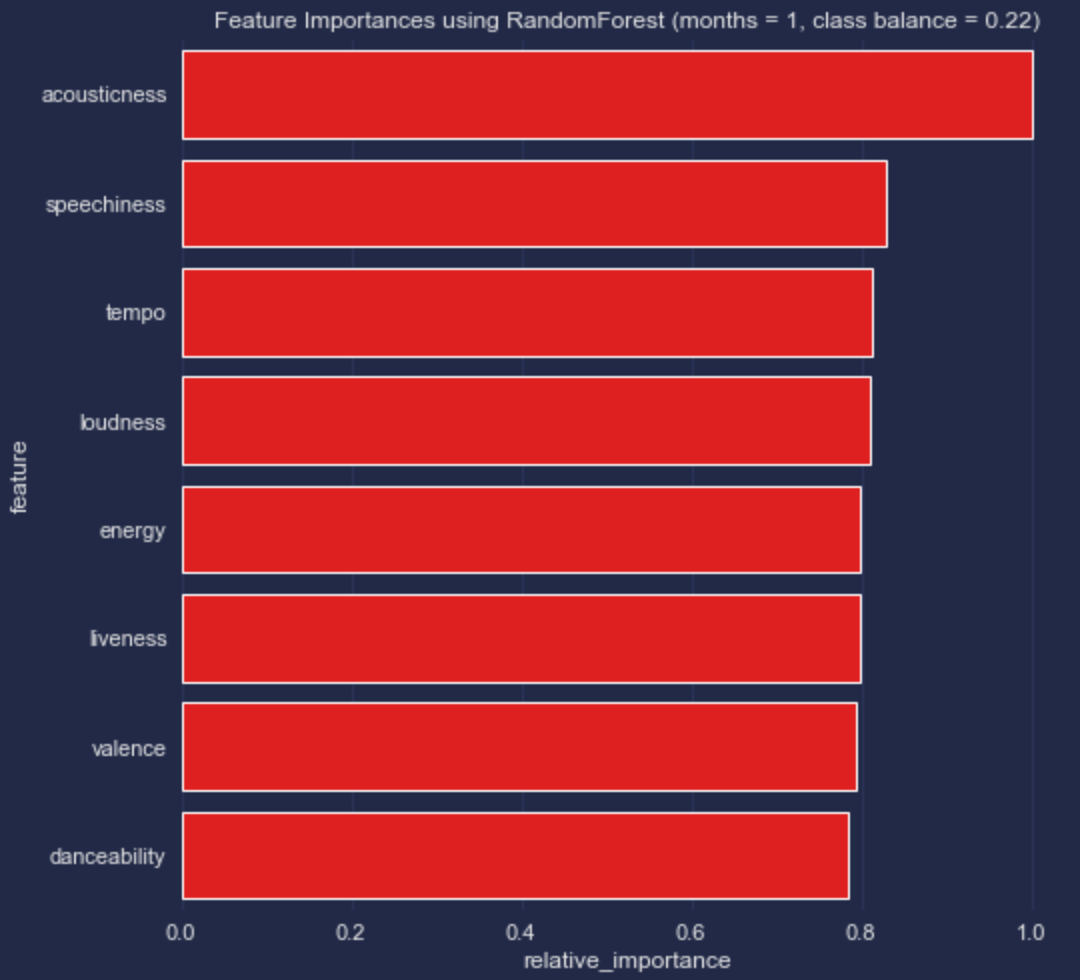 Feature Importances using RandomForest (months = 1, class balance = 0.22)
acousticness
speechiness
tempo
loudness
feature
energy
liveness
valence
danceability
0.0 0.2 0.4 0.6 0.8 1.0
relative_importance